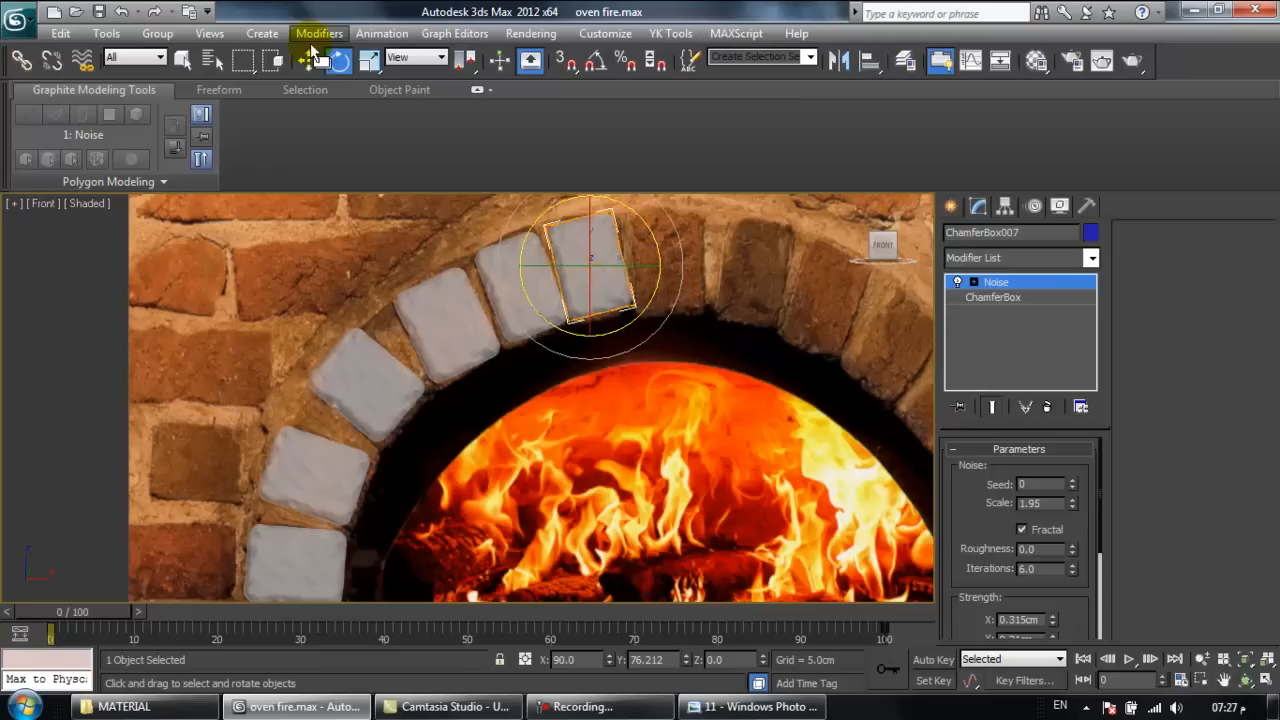 Autodesk 3ds Max 2012 x64 oven fire.max
Type a keyword or phrase
Edit Tools Group Views Create Modifiers Animation Graph Editors Rendering Customize YK Tools MAXScript Help
All View Create Selection Se
Graphite Modeling Tools Freeform Selection Object Paint
1: Noise
Polygon Modeling
[ + ] [ Front ] [ Shaded ]
FRONT
ChamferBox007
Modifier List
Noise
ChamferBox
Parameters
Noise:
Seed: 0
Scale: 1.95
Fractal
Roughness: 0.0
Iterations: 6.0
Strength:
X: 0.315cm
0 / 100
0 10 20 30 40 50 60 70 80 90 100
1 Object Selected X: 90.0 Y: 76.212 Z: 0.0 Grid = 5.0cm Auto Key Selected
Max to Physc Click and drag to select and rotate objects Add Time Tag Set Key Key Filters... 0
MATERIAL oven fire.max - Auto... Camtasia Studio - U... Recording... 11 - Windows Photo ... EN 07:27 م